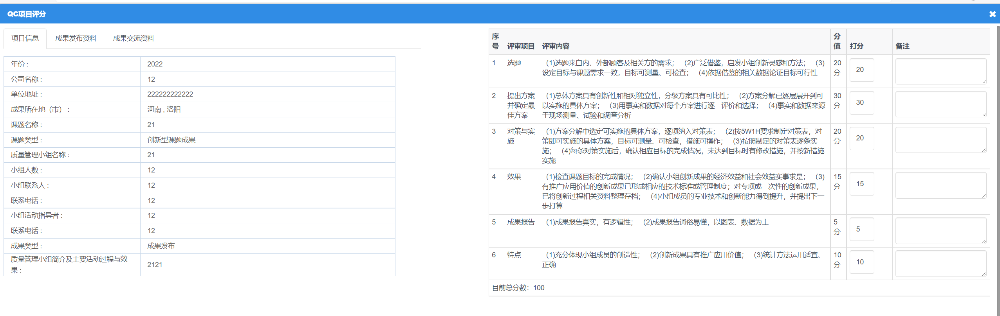 QC项目评分
项目信息 成果发布资料 成果交流资料
年份： 2022
公司名称： 12
单位地址： 222222222222
成果所在地（市）： 河南 , 洛阳
课题名称： 21
课题类型： 创新型课题成果
质量管理小组名称： 21
小组人数： 12
小组联系人： 12
联系电话： 12
小组活动指导者： 12
联系电话： 12
成果类型： 成果发布
质量管理小组简介及主要活动过程与效
果： 2121
序号 评审项目 评审内容 分值 打分 备注
1 选题 （1)选题来自内、外部顾客及相关方的需求； （2)广泛借鉴，启发小组创新灵感和方法； （3) 20分 20
设定目标与课题需求一致，目标可测量、可检查； （4)依据借鉴的相关数据论证目标可行性
2 提出方案 （1)总体方案具有创新性和相对独立性，分级方案具有可比性； （2)方案分解已逐层展开到可 30分 30
并确定最 以实施的具体方案； （3)用事实和数据对每个方案进行逐一评价和选择； （4)事实和数据来源
佳方案 于现场测量、试验和调查分析
3 对策与实 （1)方案分解中选定可实施的具体方案，逐项纳入对策表； （2)按5W1H要求制定对策表，对 20分 20
施 策即可实施的具体方案，目标可测量、可检查，措施可操作； （3)按照制定的对策表逐条实
施； （4)每条对策实施后，确认相应目标的完成情况，未达到目标时有修改措施，并按新措施
实施
4 效果 （1)检查课题目标的完成情况； （2)确认小组创新成果的经济效益和社会效益实事求是； （3) 15分 15
有推广应用价值的创新成果已形成相应的技术标准或管理制度；对专项或一次性的创新成果，
已将创新过程相关资料整理存档； （4)小组成员的专业技术和创新能力得到提升，并提出下一
步打算
5 成果报告 （1)成果报告真实，有逻辑性； （2)成果报告通俗易懂，以图表、数据为主 5分 5
6 特点 （1)充分体现小组成员的创造性； （2)创新成果具有推广应用价值； （3)统计方法运用适宜、 10分 10
正确
目前总分数：100